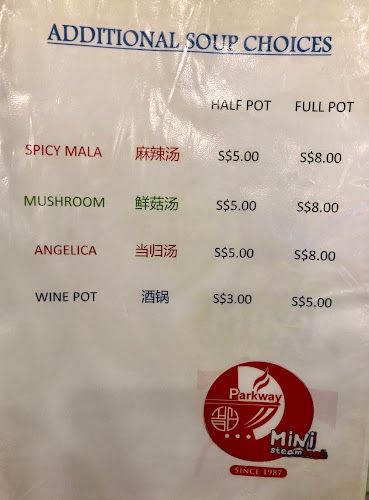 ADDITIONAL SOUP CHOICES
HALF POT FULL POT
SPICY MALA 麻辣汤 S$5.00 S$8.00
MUSHROOM 鲜菇汤 S$5.00 S$8.00
ANGELICA 当归汤 S$5.00 S$8.00
WINE POT 酒锅 S$3.00 S$5.00
Parkway
MiNi
steam
SINCE 1987